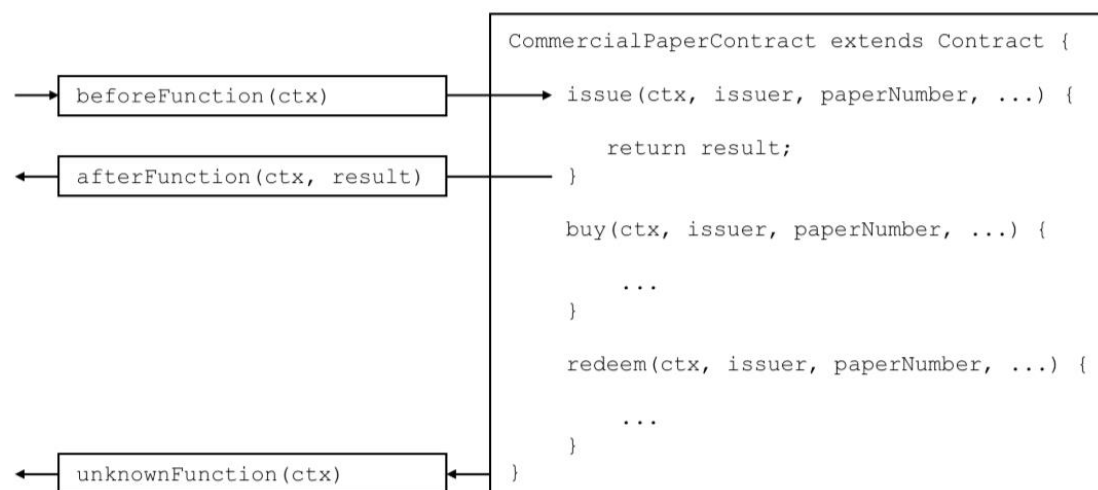 CommercialPaperContract extends Contract {
beforeFunction(ctx)
issue(ctx, issuer, paperNumber, ...) {
return result;
afterFunction(ctx, result)
}
buy(ctx, issuer, paperNumber, ...) {
...
}
redeem(ctx, issuer, paperNumber, ...) {
...
}
unknownFunction(ctx)
}